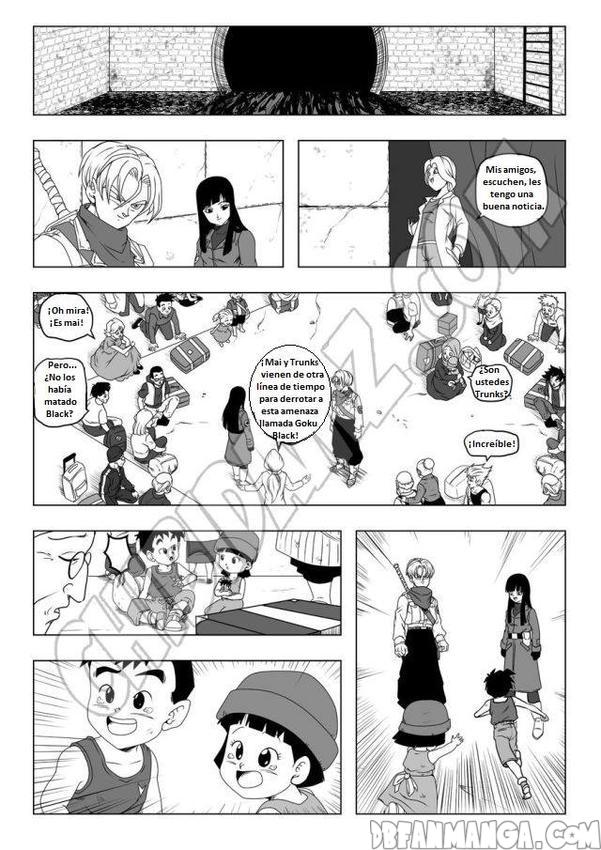 Mis amigos,
escuchen, les
tengo una
buena noticia.
¡Oh mira!
¡Es mai!
Pero...
¿No los
había
matado
Black?
¡Mai y Trunks
vienen de otra
línea de tiempo
para derrotar a
esta amenaza
llamada Goku
Black!
¿Son
ustedes
Trunks?
¡Increíble!
DBFANMANGA.COM